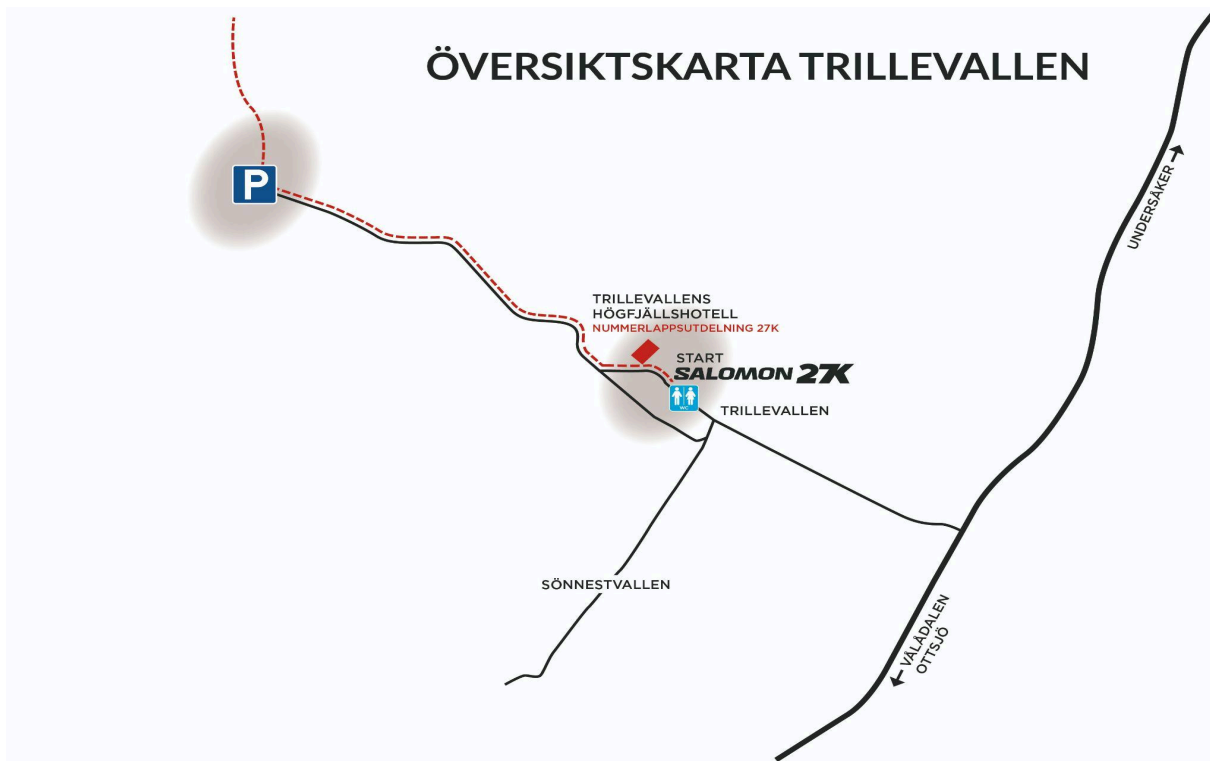 ÖVERSIKTSKARTA TRILLEVALLEN
P
UNDERSÅKER
TRILLEVALLENS
HÖGFJÄLLSHOTELL
NUMMERLAPPSUTDELNING 27K
START
SALOMON 27K
WC
TRILLEVALLEN
SÖNNESTVALLEN
VÅLÅDALEN
OTTSJÖ